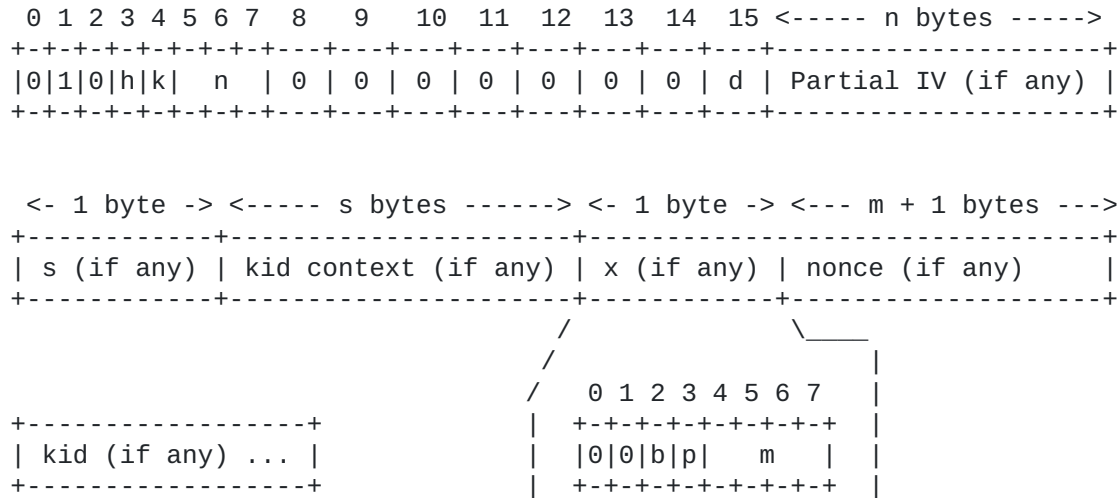 0 1 2 3 4 5 6 7  8   9   10  11  12  13  14  15 <----- n bytes ----->
+-+-+-+-+-+-+-+-+---+---+---+---+---+---+---+---+---------------------+
|0|1|0|h|k|  n  | 0 | 0 | 0 | 0 | 0 | 0 | 0 | d | Partial IV (if any) |
+-+-+-+-+-+-+-+-+---+---+---+---+---+---+---+---+---------------------+

 <- 1 byte -> <----- s bytes ------> <- 1 byte -> <--- m + 1 bytes --->
+------------+----------------------+---------------------------------+
| s (if any) | kid context (if any) | x (if any) | nonce (if any)      |
+------------+----------------------+------------+--------------------+
                                   /              \____
                                  /                    |
                                 /   0 1 2 3 4 5 6 7   |
+------------------+             |  +-+-+-+-+-+-+-+-+  |
| kid (if any) ... |             |  |0|0|b|p|   m   |  |
+------------------+             |  +-+-+-+-+-+-+-+-+  |